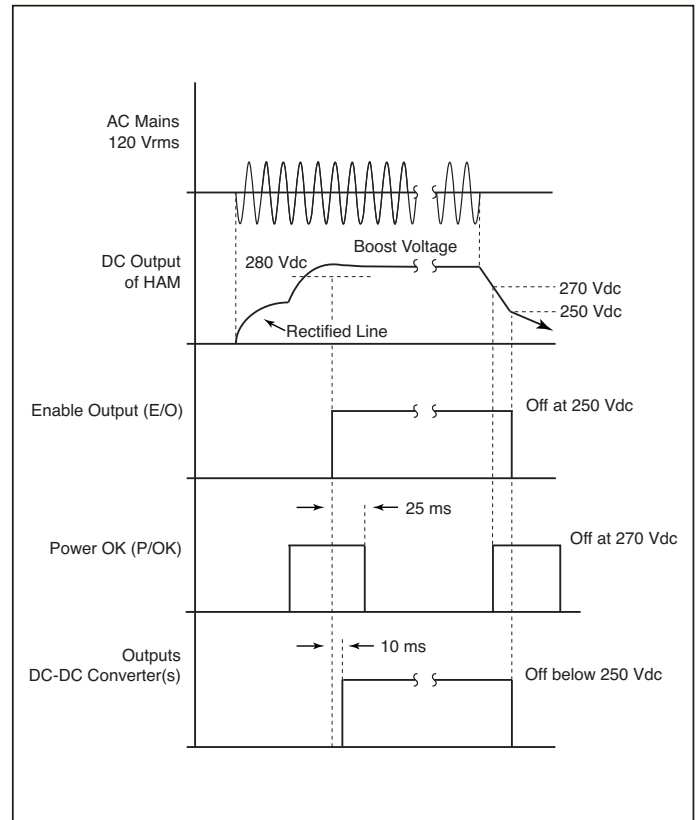 AC Mains
120 Vrms
Boost Voltage
DC Output
of HAM
280 Vdc
270 Vdc
250 Vdc
Rectified Line
Enable Output (E/O)
Off at 250 Vdc
25 ms
Power OK (P/OK)
Off at 270 Vdc
10 ms
Outputs
DC-DC Converter(s)
Off below 250 Vdc